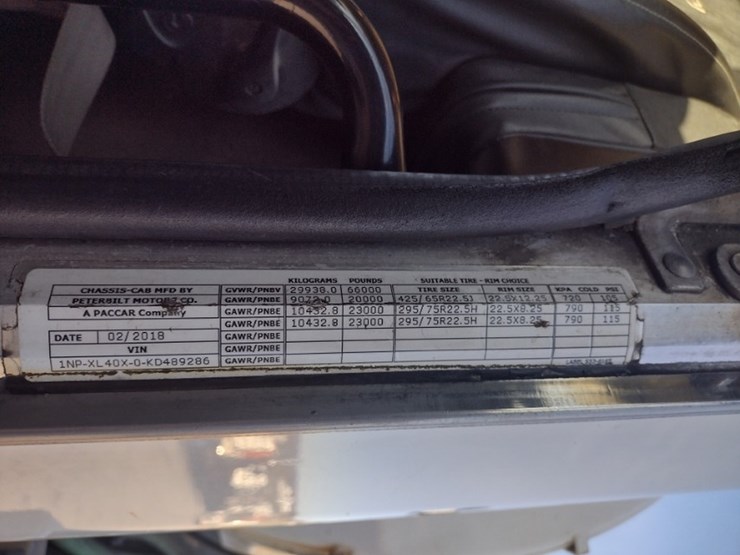 KILOGRAMS POUNDS SUITABLE TIRE - RIM CHOICE
CHASSIS-CAB MFD BY GVWR/PNBV 29938.0 66000 TIRE SIZE RIM SIZE KPA COLD PSI
PETERBILT MOTORS CO. GAWR/PNBE 9072.0 20000 425/65R22.5J 22.5X12.25 720 105
A PACCAR Company GAWR/PNBE 10432.8 23000 295/75R22.5H 22.5X8.25 790 115
GAWR/PNBE 10432.8 23000 295/75R22.5H 22.5X8.25 790 115
DATE 02/2018 GAWR/PNBE
VIN GAWR/PNBE
1NP-XL40X-0-KD489286 GAWR/PNBE